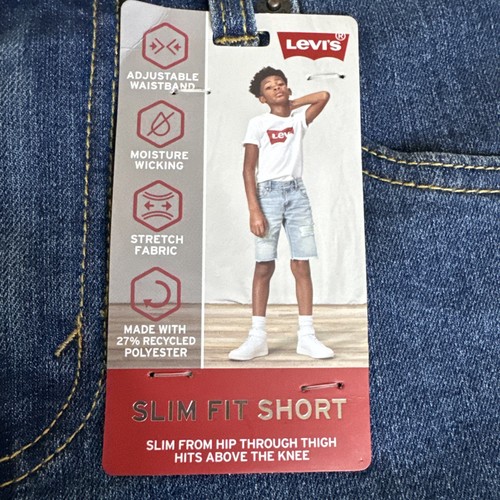 Levi's®
ADJUSTABLE
WAISTBAND
MOISTURE
WICKING
STRETCH
FABRIC
MADE WITH
27% RECYCLED
POLYESTER
Levi's
SLIM FIT SHORT
SLIM FROM HIP THROUGH THIGH
HITS ABOVE THE KNEE